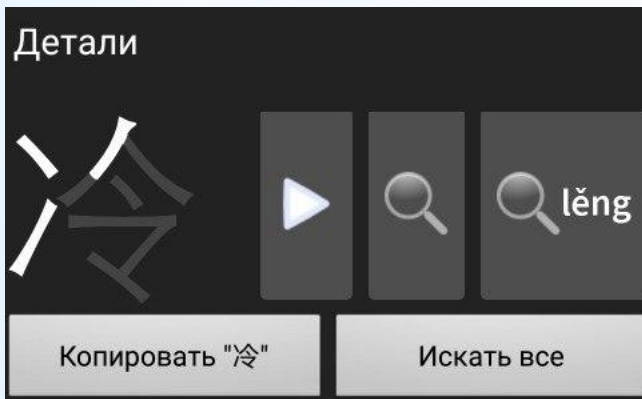 Детали
冷
lěng
Копировать "冷"
Искать все